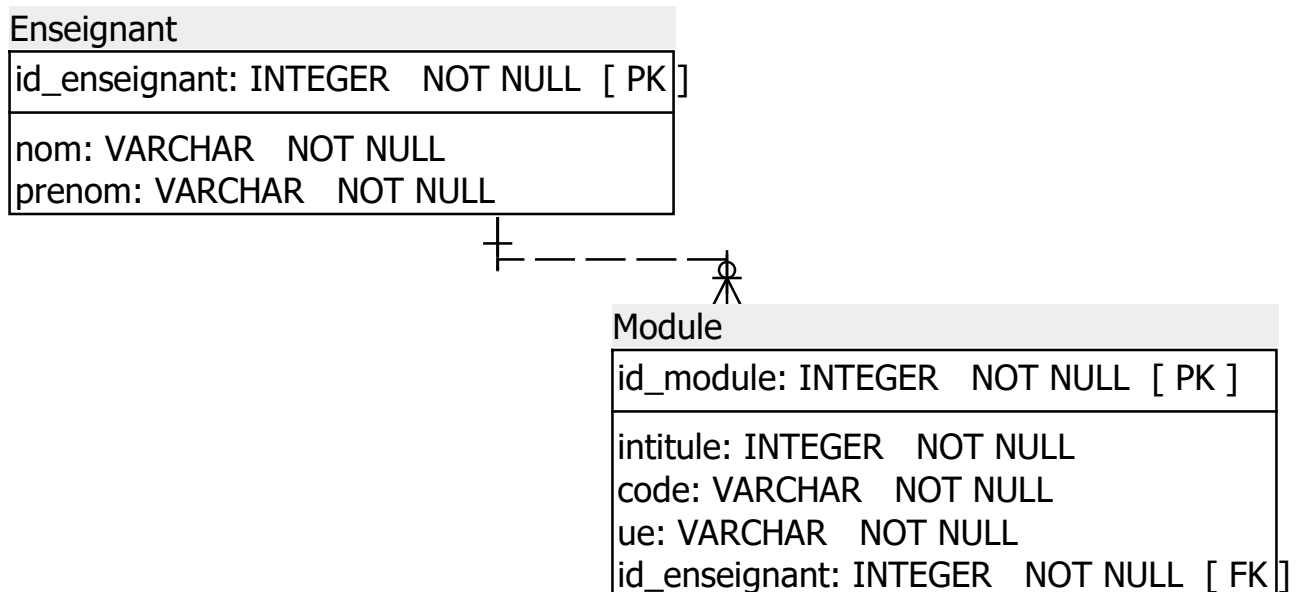 Enseignant
id_enseignant: INTEGER NOT NULL [ PK ]
nom: VARCHAR NOT NULL
prenom: VARCHAR NOT NULL
Module
id_module: INTEGER NOT NULL [ PK ]
intitule: INTEGER NOT NULL
code: VARCHAR NOT NULL
ue: VARCHAR NOT NULL
id_enseignant: INTEGER NOT NULL [ FK ]